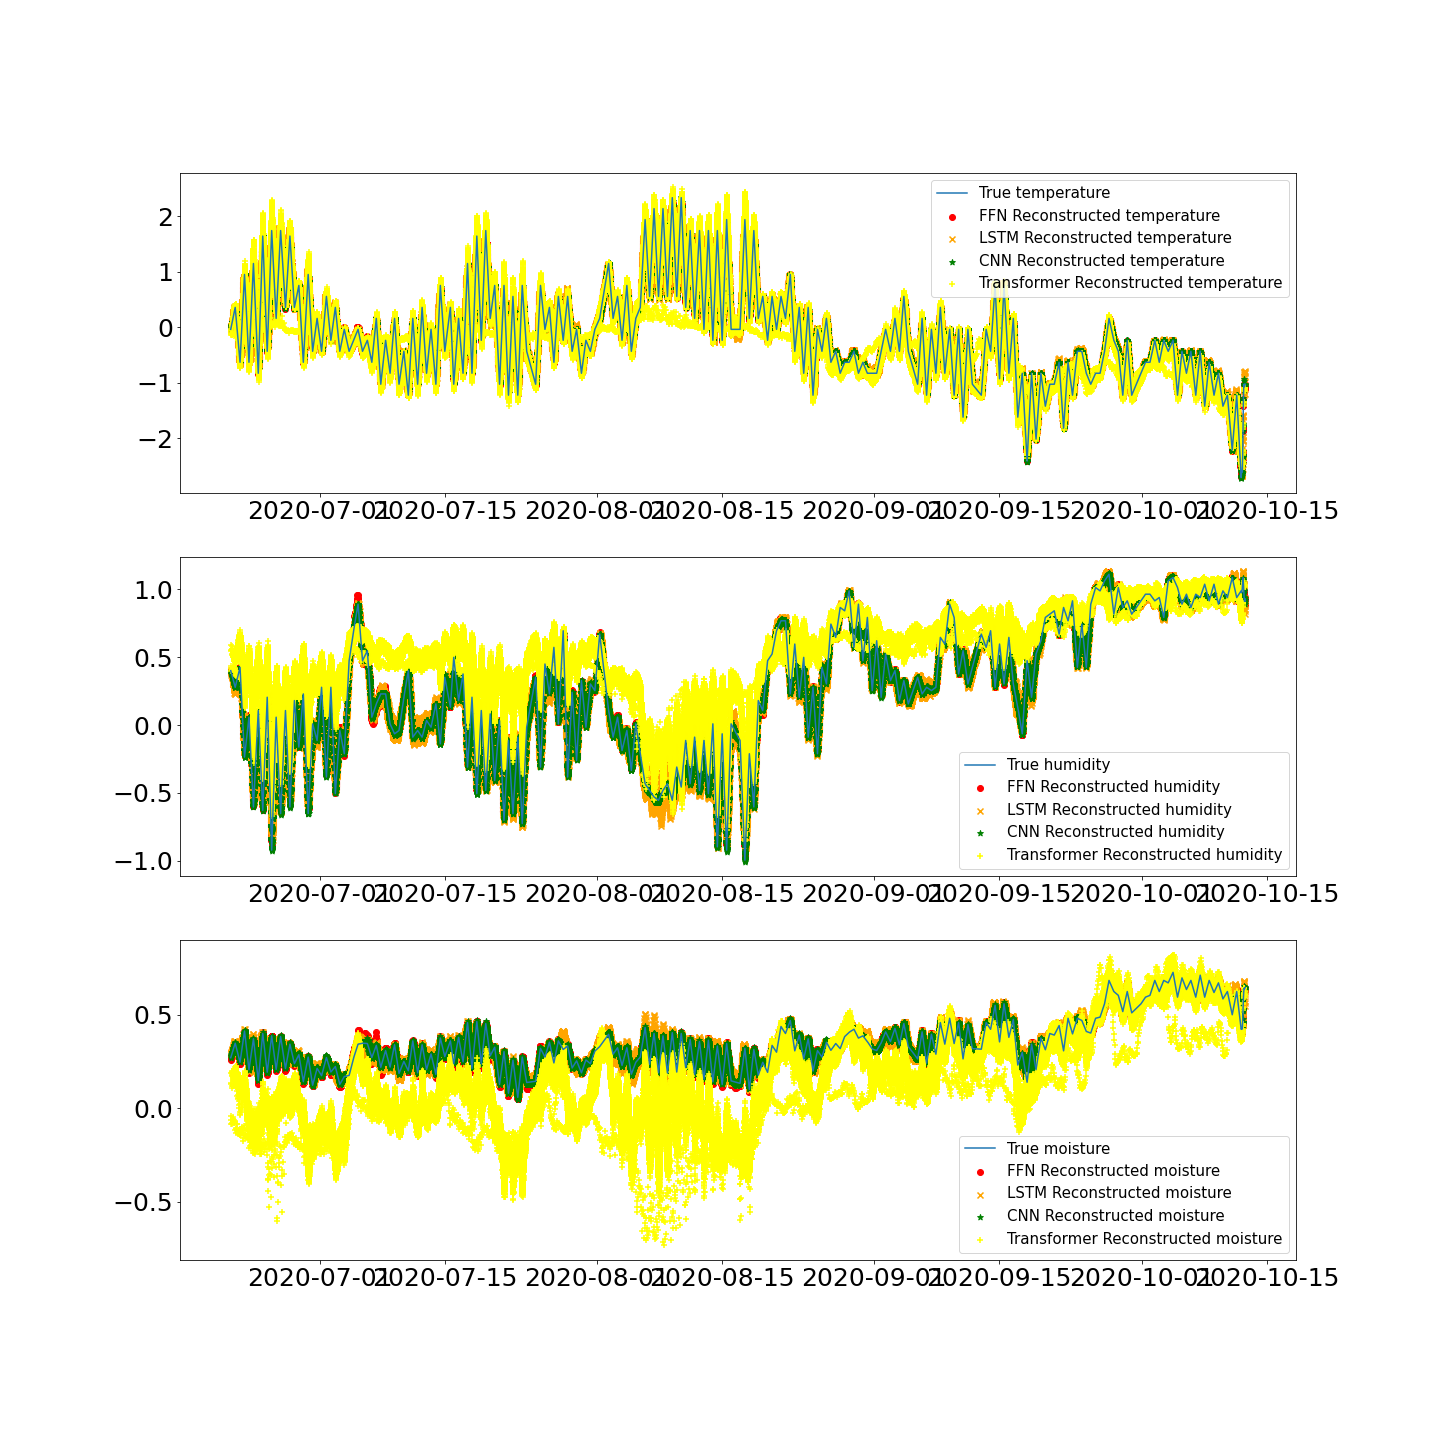 True temperature
FFN Reconstructed temperature
LSTM Reconstructed temperature
CNN Reconstructed temperature
Transformer Reconstructed temperature
2
1
0
−1
−2
2020-07-01 2020-07-15 2020-08-01 2020-08-15 2020-09-01 2020-09-15 2020-10-01 2020-10-15
1.0
0.5
0.0
−0.5
−1.0
True humidity
FFN Reconstructed humidity
LSTM Reconstructed humidity
CNN Reconstructed humidity
Transformer Reconstructed humidity
2020-07-01 2020-07-15 2020-08-01 2020-08-15 2020-09-01 2020-09-15 2020-10-01 2020-10-15
0.5
0.0
−0.5
True moisture
FFN Reconstructed moisture
LSTM Reconstructed moisture
CNN Reconstructed moisture
Transformer Reconstructed moisture
2020-07-01 2020-07-15 2020-08-01 2020-08-15 2020-09-01 2020-09-15 2020-10-01 2020-10-15